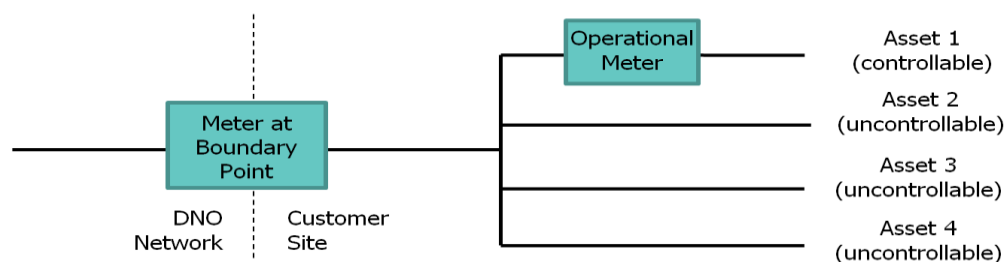 Operational
Meter
Asset 1
(controllable)
Asset 2
(uncontrollable)
Meter at
Boundary
Point
Asset 3
(uncontrollable)
DNO
Network
Customer
Site
Asset 4
(uncontrollable)